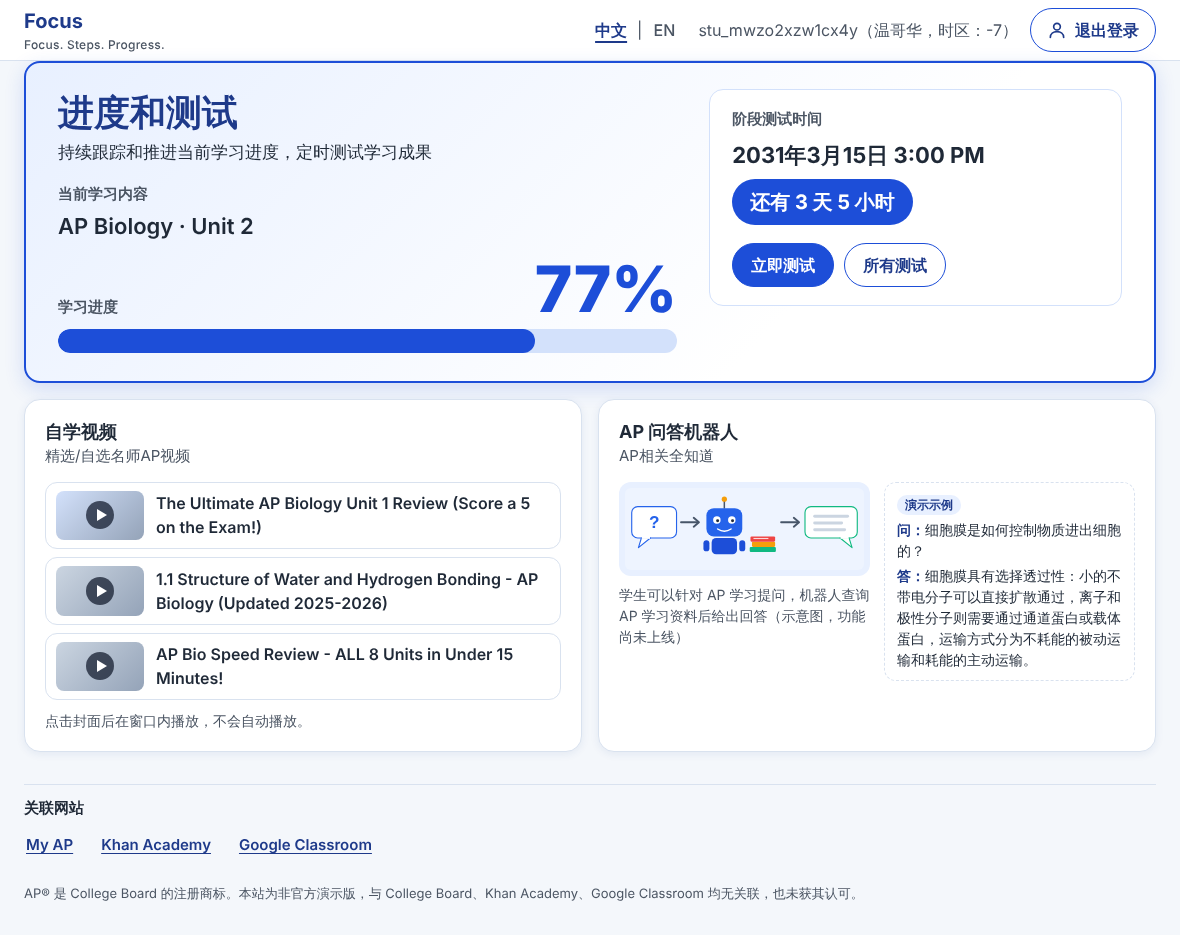 Focus
Focus. Steps. Progress.
中文 | EN
stu_mwzo2xzw1cx4y（温哥华，时区：-7）
退出登录
进度和测试
持续跟踪和推进当前学习进度，定时测试学习成果
当前学习内容
AP Biology · Unit 2
学习进度
77%
阶段测试时间
2031年3月15日 3:00 PM
还有 3 天 5 小时
立即测试
所有测试
自学视频
精选/自选名师AP视频
The Ultimate AP Biology Unit 1 Review (Score a 5
on the Exam!)
1.1 Structure of Water and Hydrogen Bonding - AP
Biology (Updated 2025-2026)
AP Bio Speed Review - ALL 8 Units in Under 15
Minutes!
点击封面后在窗口内播放，不会自动播放。
AP 问答机器人
AP相关全知道
?
学生可以针对 AP 学习提问，机器人查询
AP 学习资料后给出回答（示意图，功能
尚未上线）
演示示例
问：细胞膜是如何控制物质进出细胞
的？
答：细胞膜具有选择透过性：小的不
带电分子可以直接扩散通过，离子和
极性分子则需要通过通道蛋白或载体
蛋白，运输方式分为不耗能的被动运
输和耗能的主动运输。
关联网站
My AP
Khan Academy
Google Classroom
AP® 是 College Board 的注册商标。本站为非官方演示版，与 College Board、Khan Academy、Google Classroom 均无关联，也未获其认可。